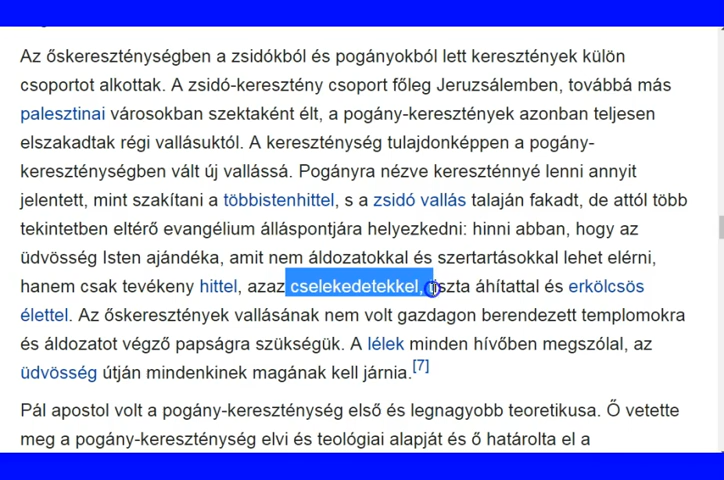 Az őskereszténységben a zsidókból és pogányokból lett keresztények külön
csoportot alkottak. A zsidó-keresztény csoport főleg Jeruzsálemben, továbbá más
palesztinai városokban szektaként élt, a pogány-keresztények azonban teljesen
elszakadtak régi vallásuktól. A kereszténység tulajdonképpen a pogány-
kereszténységben vált új vallássá. Pogányra nézve kereszténnyé lenni annyit
jelentett, mint szakítani a többistenhittel, s a zsidó vallás talaján fakadt, de attól több
tekintetben eltérő evangélium álláspontjára helyezkedni: hinni abban, hogy az
üdvösség Isten ajándéka, amit nem áldozatokkal és szertartásokkal lehet elérni,
hanem csak tevékeny hittel, azaz cselekedetekkel, tiszta áhítattal és erkölcsös
élettel. Az őskeresztények vallásának nem volt gazdagon berendezett templomokra
és áldozatot végző papságra szükségük. A lélek minden hívőben megszólal, az
üdvösség útján mindenkinek magának kell járnia.[7]
Pál apostol volt a pogány-kereszténység első és legnagyobb teoretikusa. Ő vetette
meg a pogány-kereszténység elvi és teológiai alapját és ő határolta el a